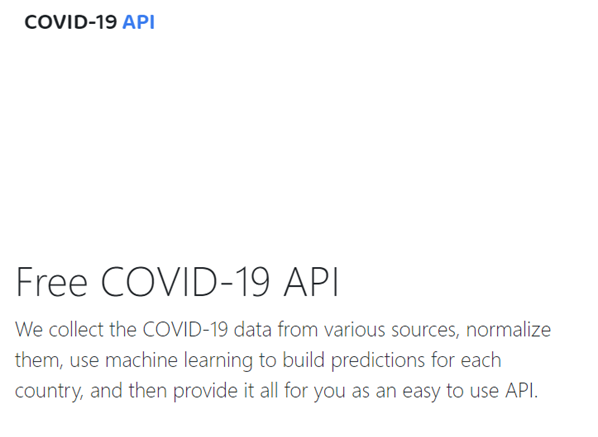 COVID-19 API
Free COVID-19 API
We collect the COVID-19 data from various sources, normalize
them, use machine learning to build predictions for each
country, and then provide it all for you as an easy to use API.